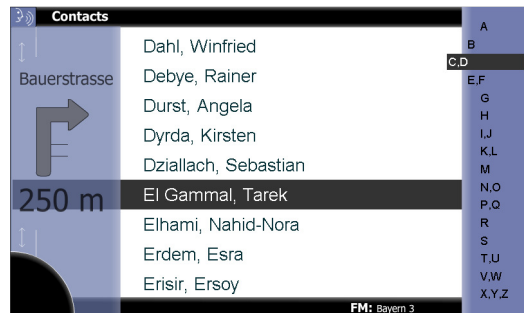 Contacts
Bauerstrasse
250 m
Dahl, Winfried
Debye, Rainer
Durst, Angela
Dyrda, Kirsten
Dziallach, Sebastian
El Gammal, Tarek
Elhami, Nahid-Nora
Erdem, Esra
Erisir, Ersoy
A
B
C,D
E,F
G
H
I,J
K,L
M
N,O
P,Q
R
S
T,U
V,W
X,Y,Z
FM: Bayern 3